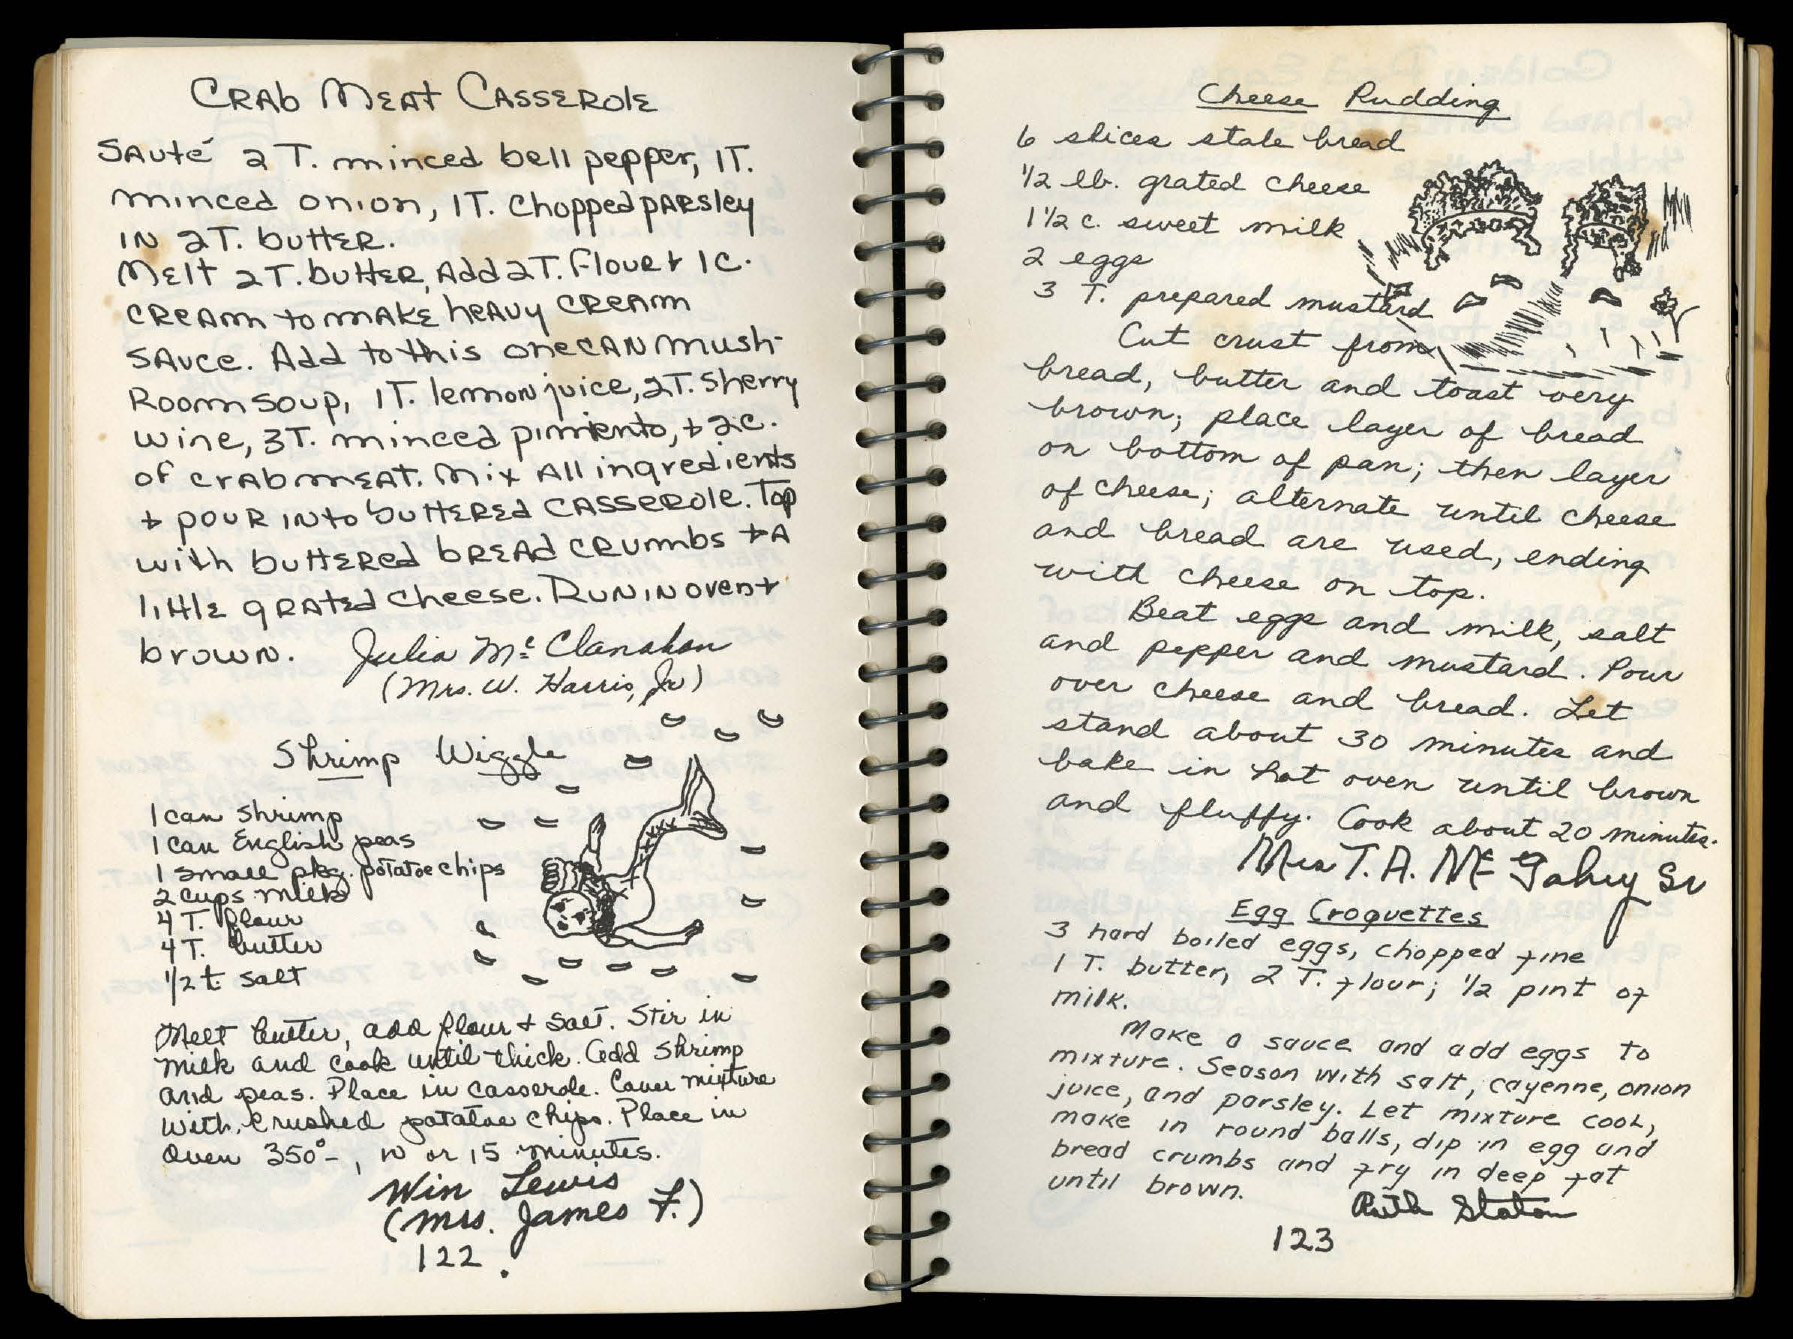 Crab Meat Casserole
Sauté 2 T. minced bell pepper, 1T.
minced onion, 1T. chopped parsley
in 2T. butter.
Melt 2 T. butter, Add 2 T. flour + 1 c.
cream to make heavy cream
sauce. Add to this one can mush-
room soup, 1T. lemon juice, 2T. sherry
wine, 3T. minced pimiento, + 2 c.
of crab meat. Mix all ingredients
+ pour into buttered casserole. Top
with buttered bread crumbs + a
little grated cheese. Run in oven +
brown. Julia McClanahan
(Mrs. W. Harris, Jr)
Shrimp Wiggle
1 can shrimp
1 can English peas
1 small pkg. potatoe chips
2 cups milk
4 T. flour
4 T. butter
1/2 t. salt
Melt butter, add flour + salt. Stir in
milk and cook until thick. Add shrimp
and peas. Place in casserole. Cover mixture
with crushed potatoe chips. Place in
oven 350°-, 10 or 15 minutes.
Win Lewis
(Mrs. James F.)
122.
Cheese Pudding
6 slices stale bread
1/2 lb. grated cheese
1 1/2 c. sweet milk
2 eggs
3 T. prepared mustard
Cut crust from
bread, butter and toast very
brown; place layer of bread
on bottom of pan; then layer
of cheese; alternate until cheese
and bread are used, ending
with cheese on top.
Beat eggs and milk, salt
and pepper and mustard. Pour
over cheese and bread. Let
stand about 30 minutes and
bake in hot oven until brown
and fluffy. Cook about 20 minutes.
Mrs T. A. McGahey Sr
Egg Croquettes
3 hard boiled eggs, chopped fine
1 T. butter, 2 T. flour; 1/2 pint of
milk.
Make a sauce and add eggs to
mixture. Season with salt, cayenne, onion
juice, and parsley. Let mixture cool,
make in round balls, dip in egg and
bread crumbs and fry in deep fat
until brown.
Ruth Staton
123